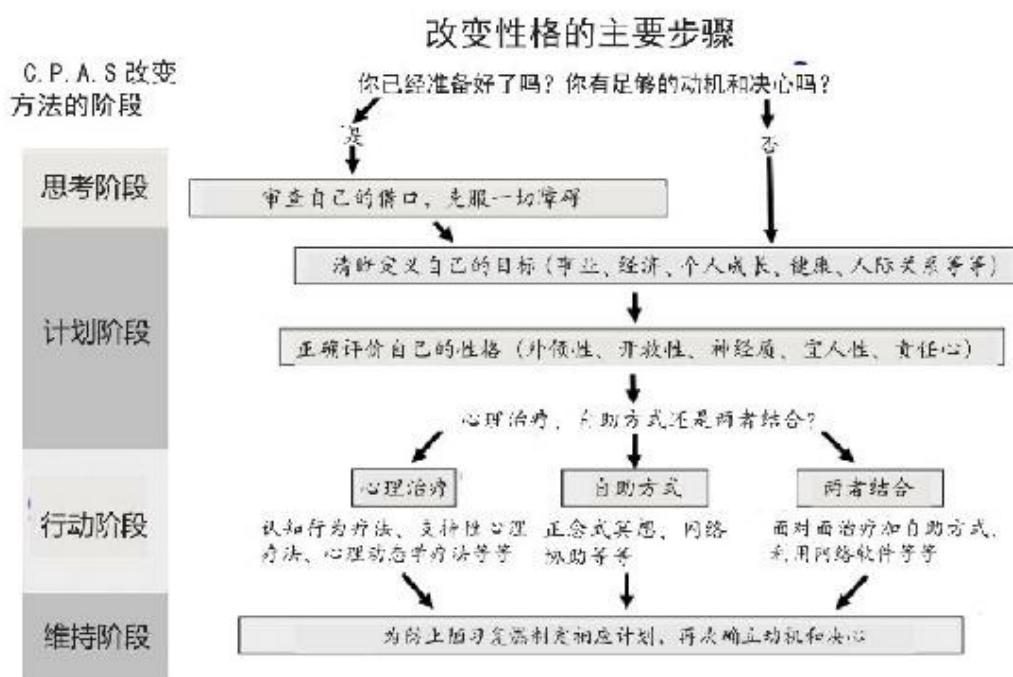 改变性格的主要步骤
C.P.A.S改变
方法的阶段
你已经准备好了吗？你有足够的动机和决心吗？
是
否
思考阶段
审查自己的借口、克服一切障碍
计划阶段
清晰定义自己的目标（事业、经济、个人成长、健康、人际关系等等）
正确评价自己的性格（外倾性、开放性、神经质、宜人性、责任心）
心理治疗、自助方式还是两者结合？
行动阶段
心理治疗
认知行为疗法、支持性心理
疗法、心理动态学疗法等等
自助方式
正念式冥想、网络
协助等等
两者结合
面对面治疗加自助方式、
利用网络软件等等
维持阶段
为防止陋习复燃制定相应计划、再次确立动机和决心